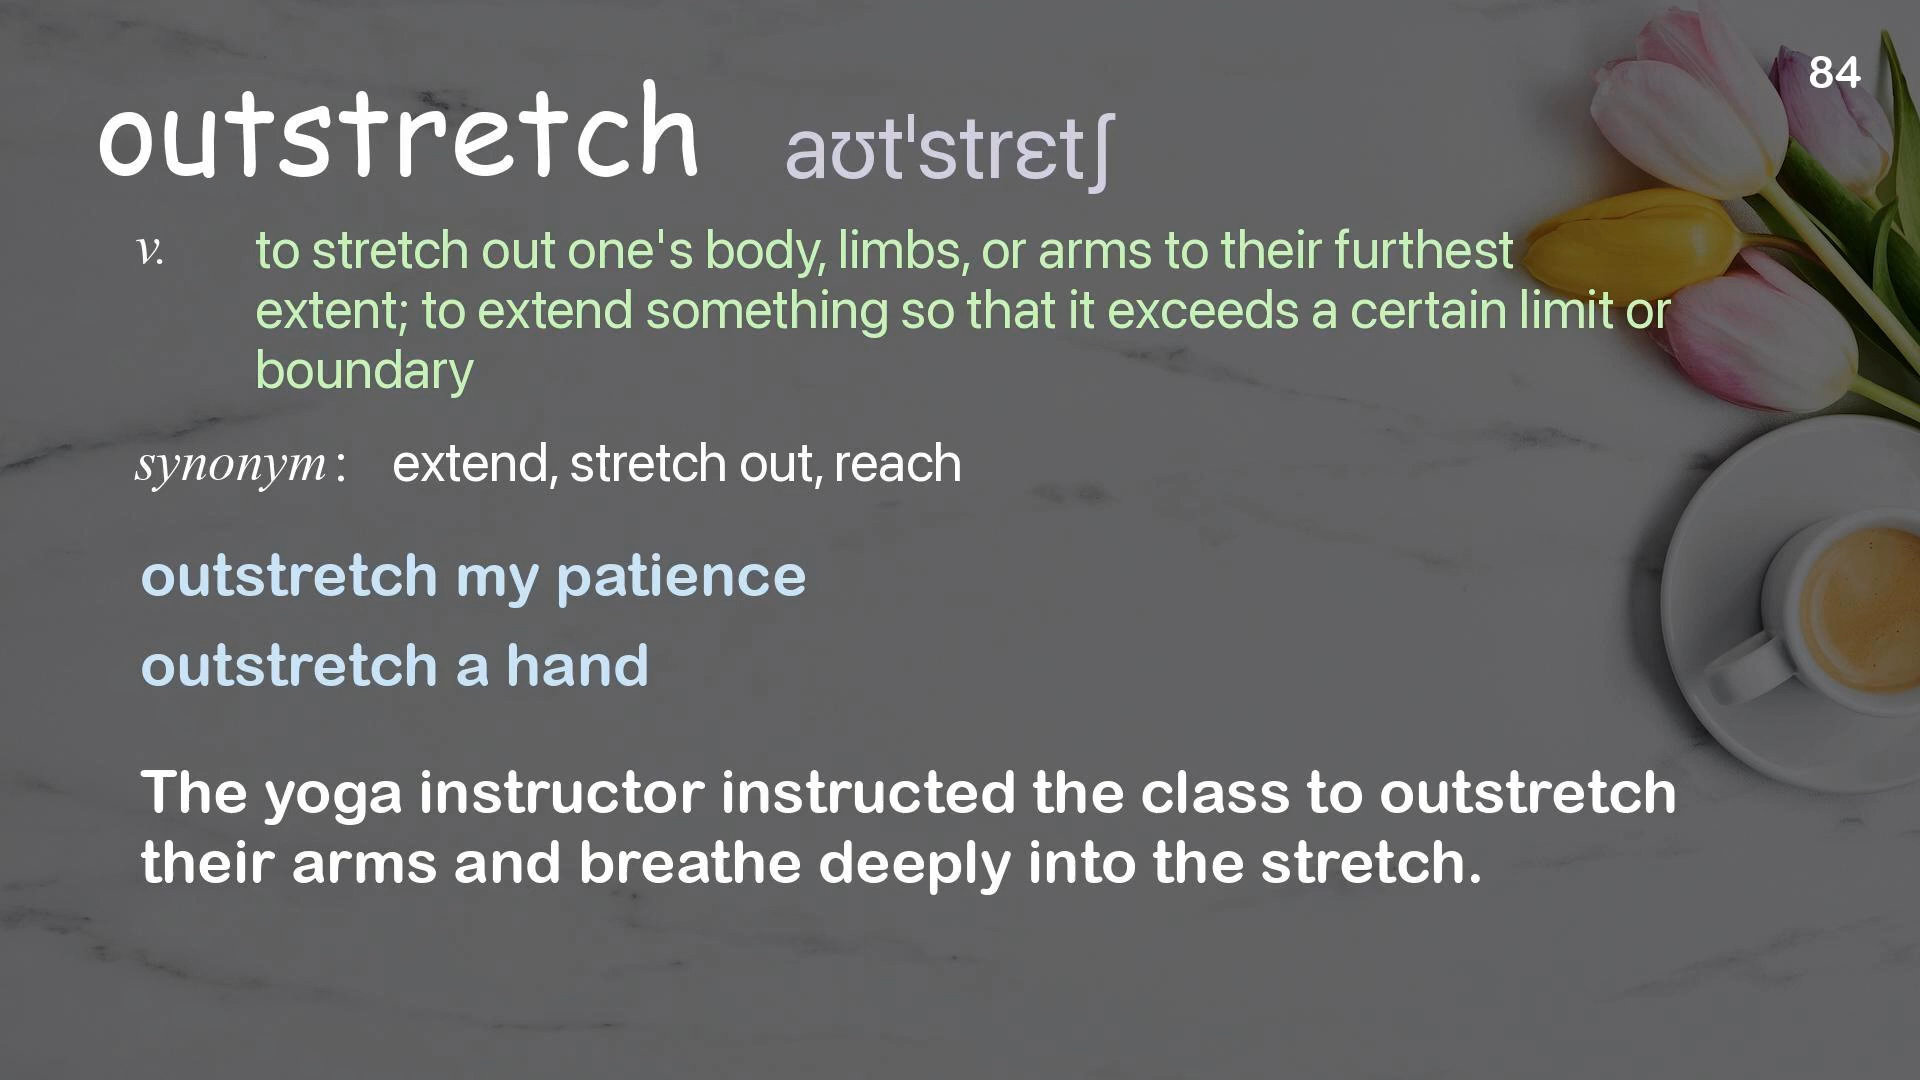 84
outstretch aʊt'strɛtʃ
v. to stretch out one's body, limbs, or arms to their furthest
extent; to extend something so that it exceeds a certain limit or
boundary
synonym: extend, stretch out, reach
outstretch my patience
outstretch a hand
The yoga instructor instructed the class to outstretch
their arms and breathe deeply into the stretch.